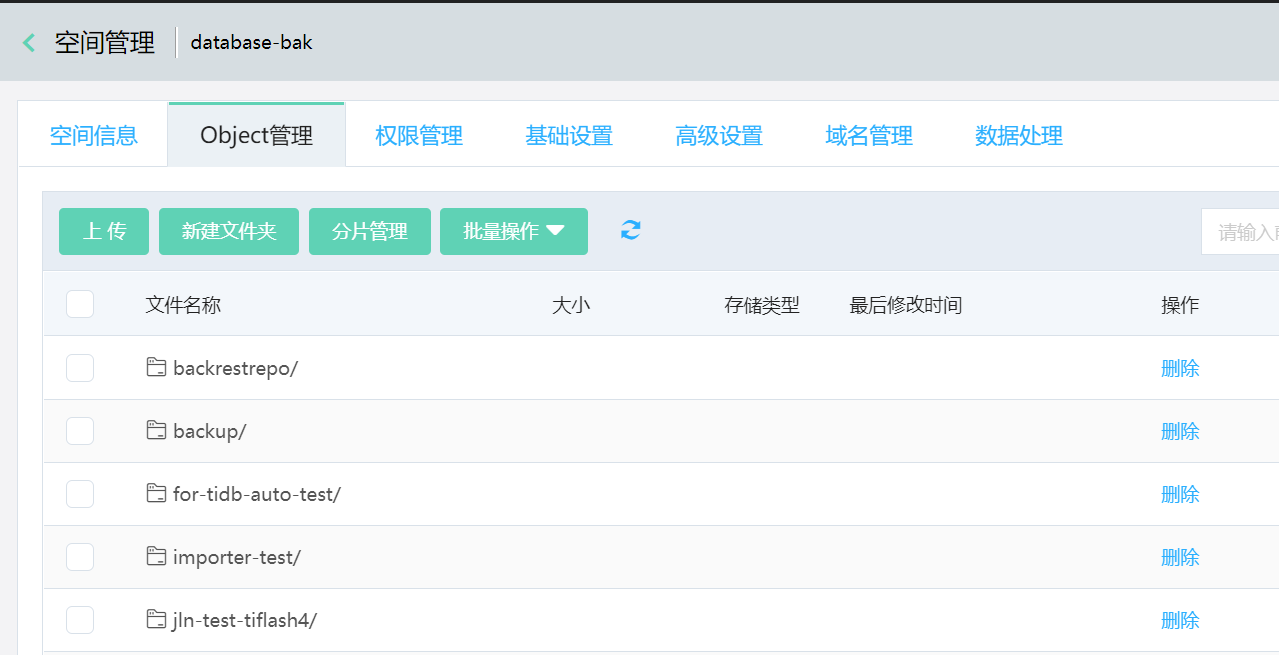 空间管理 database-bak
空间信息 Object管理 权限管理 基础设置 高级设置 域名管理 数据处理
上 传 新建文件夹 分片管理 批量操作 请输入
文件名称 大小 存储类型 最后修改时间 操作
backrestrepo/ 删除
backup/ 删除
for-tidb-auto-test/ 删除
importer-test/ 删除
jln-test-tiflash4/ 删除